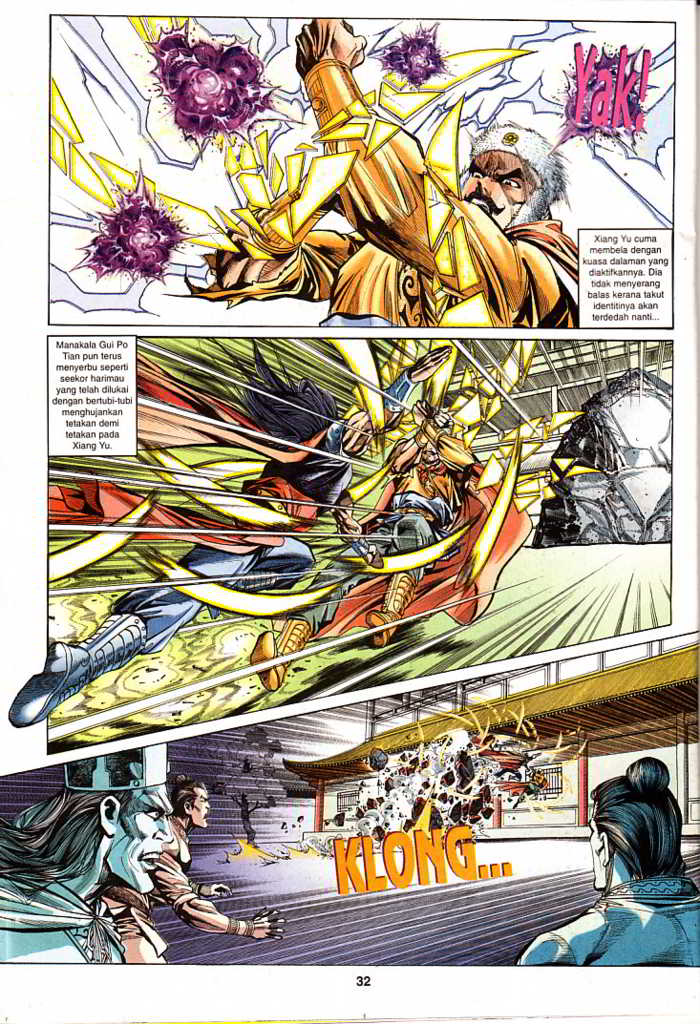 Yak!
Xiang Yu cuma
membela dengan
kuasa dalaman yang
diaktifkannya. Dia
tidak menyerang
balas kerana takut
identitinya akan
terdedah nanti...
Manakala Gui Po
Tian pun terus
menyerbu seperti
seekor harimau
yang telah dilukai
dengan bertubi-tubi
menghujankan
tetakan demi
tetakan pada
Xiang Yu.
KLONG...
32